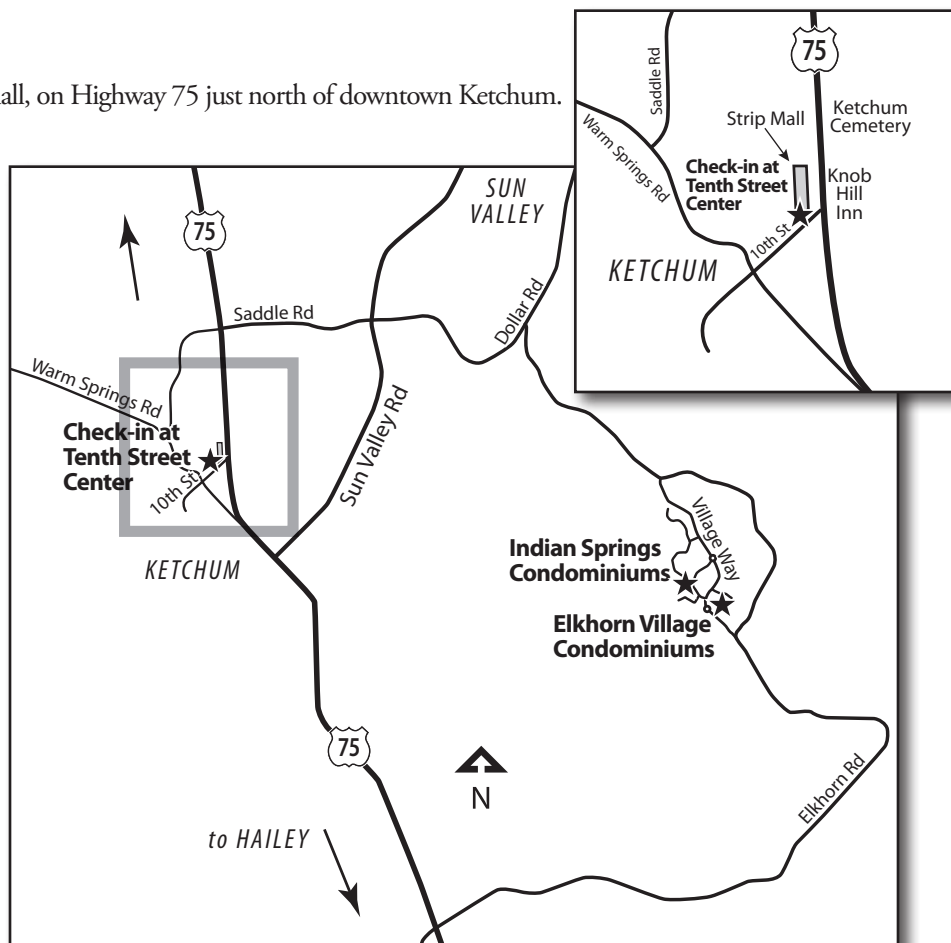 all, on Highway 75 just north of downtown Ketchum.
75
Saddle Rd
Strip Mall
Ketchum
Cemetery
Warm Springs Rd
Check-in at
Tenth Street
Center
Knob
Hill
Inn
10th St
KETCHUM
SUN
VALLEY
75
Saddle Rd
Dollar Rd
Warm Springs Rd
Check-in at
Tenth Street
Center
10th St
Sun Valley Rd
KETCHUM
Village Way
Indian Springs
Condominiums
Elkhorn Village
Condominiums
75
N
Elkhorn Rd
to HAILEY